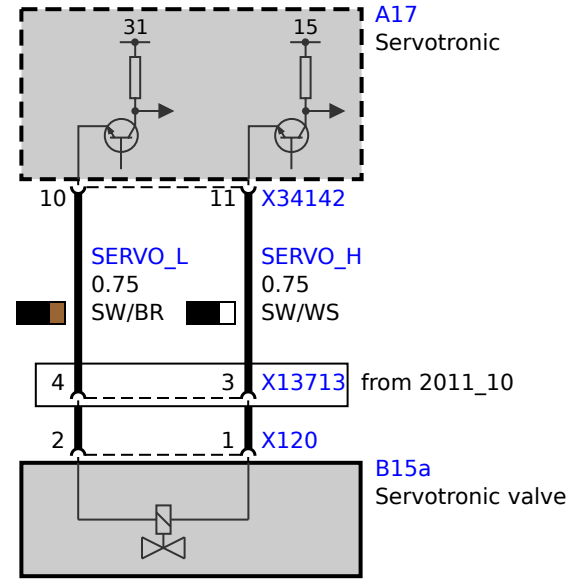 A17
Servotronic
31 15
10 11 X34142
SERVO_L SERVO_H
0.75 0.75
SW/BR SW/WS
4 3 X13713 from 2011_10
2 1 X120
B15a
Servotronic valve